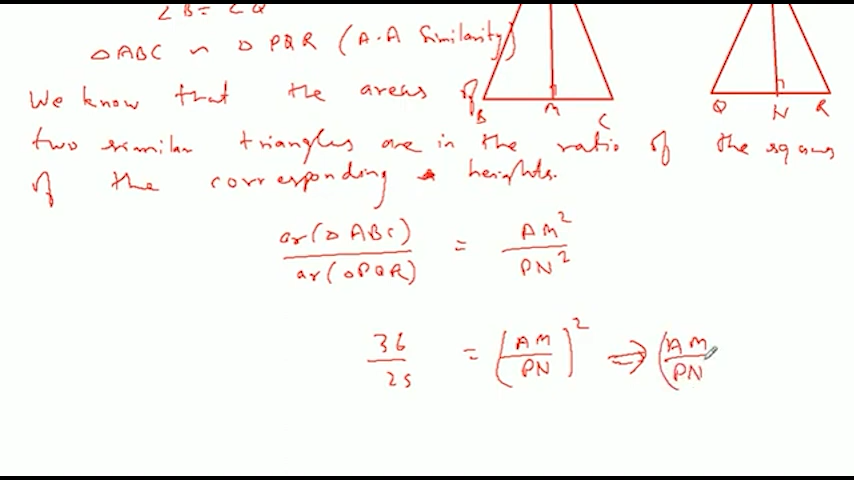 ∠B = ∠Q
△ABC ~ △PQR (A.A Similarity)
We know that the areas of
B M C
Q N R
two similar triangles are in the ratio of the squares
of the corresponding heights.
ar(△ABC) / ar(△PQR) = AM² / PN²
36 / 25 = (AM / PN)² ⇒ (AM / PN